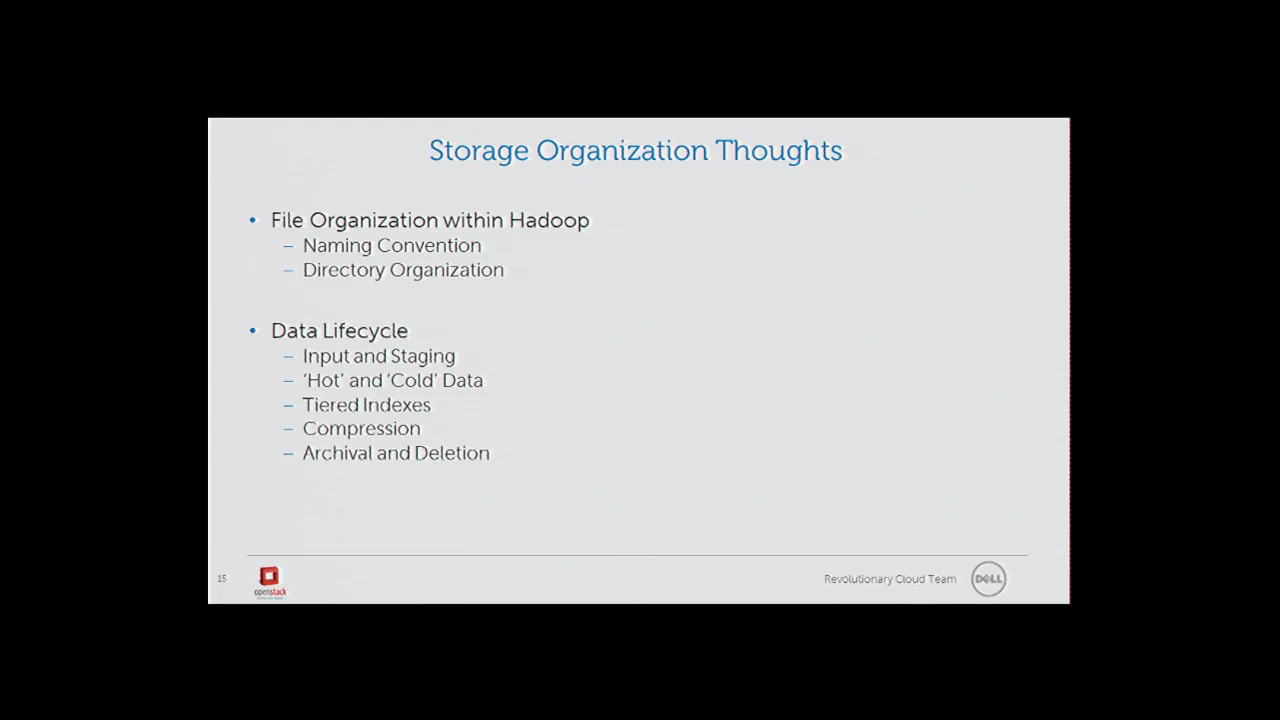 Storage Organization Thoughts
• File Organization within Hadoop
– Naming Convention
– Directory Organization
• Data Lifecycle
– Input and Staging
– ‘Hot’ and ‘Cold’ Data
– Tiered Indexes
– Compression
– Archival and Deletion
15
openstack
Revolutionary Cloud Team
DELL